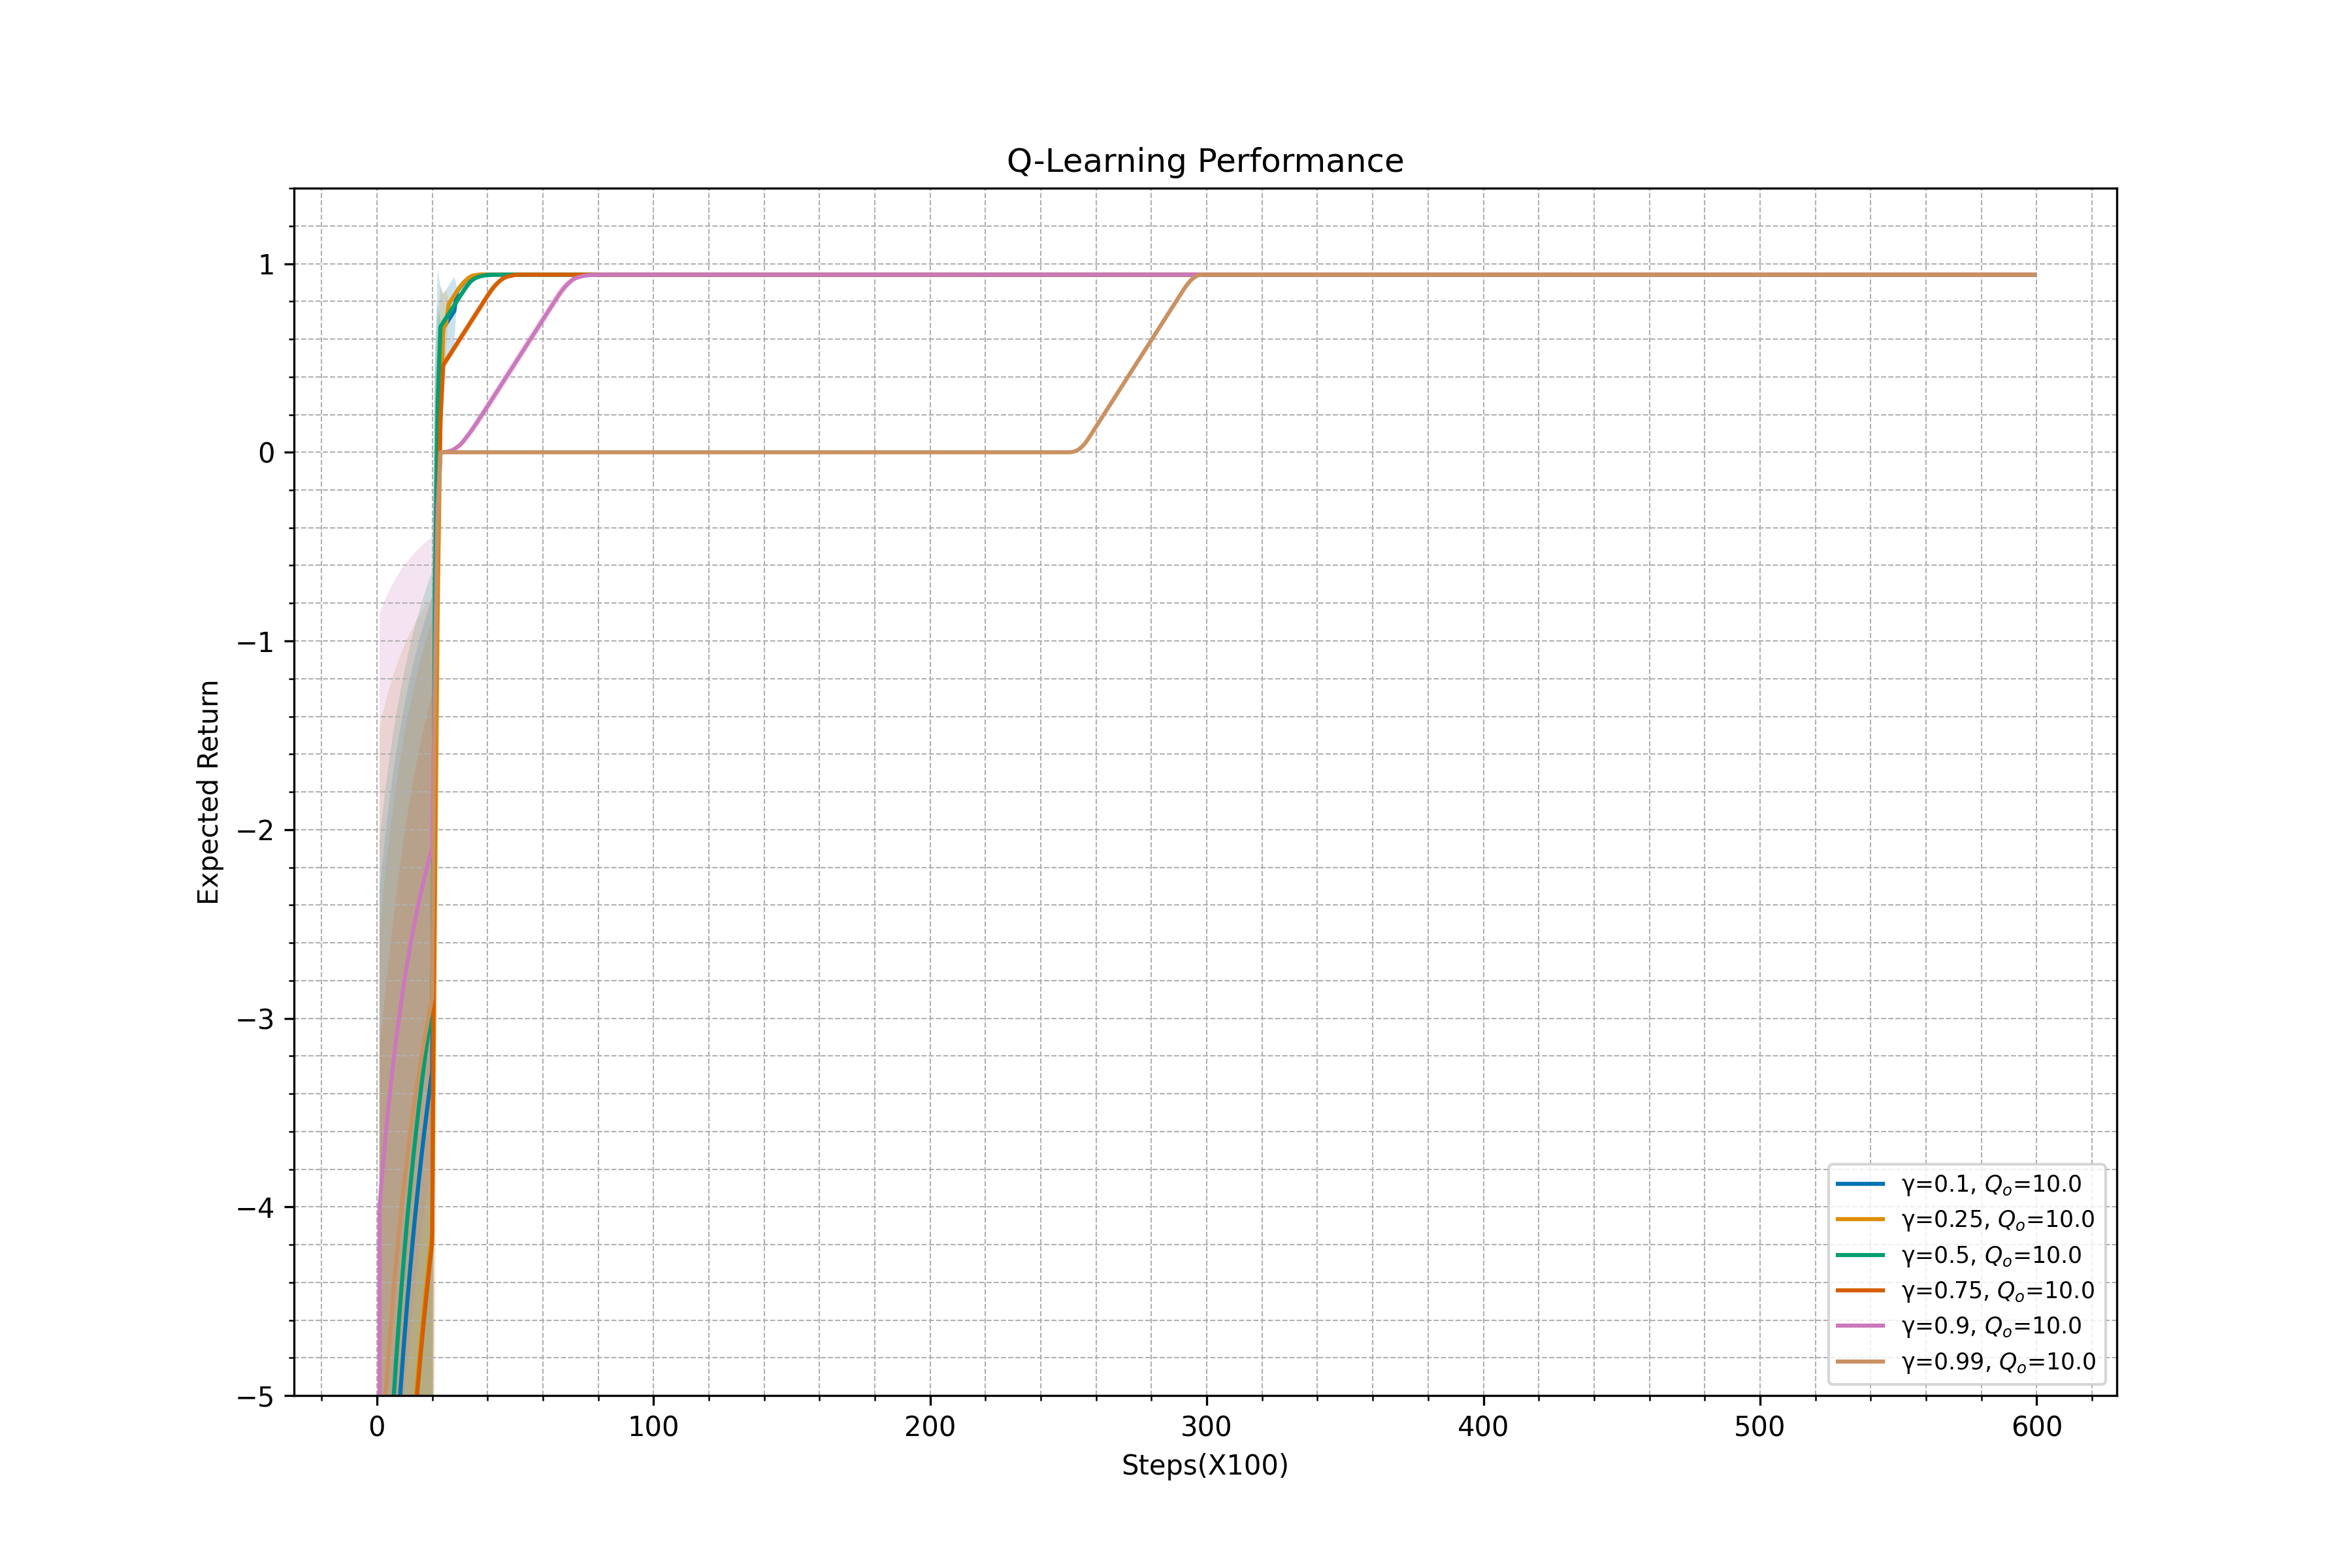 Q-Learning Performance
Expected Return
1
0
−1
−2
−3
−4
−5
0 100 200 300 400 500 600
Steps(X100)
γ=0.1, Qo=10.0
γ=0.25, Qo=10.0
γ=0.5, Qo=10.0
γ=0.75, Qo=10.0
γ=0.9, Qo=10.0
γ=0.99, Qo=10.0